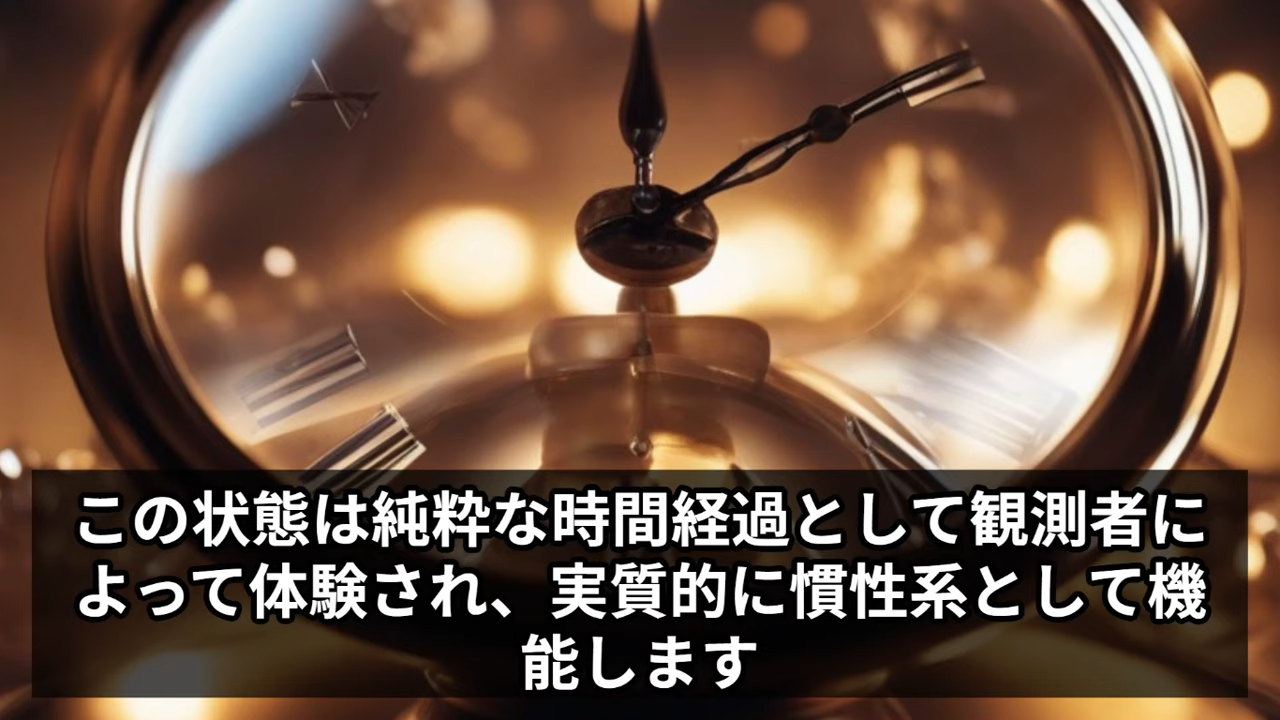 この状態は純粋な時間経過として観測者に
よって体験され、実質的に慣性系として機
能します